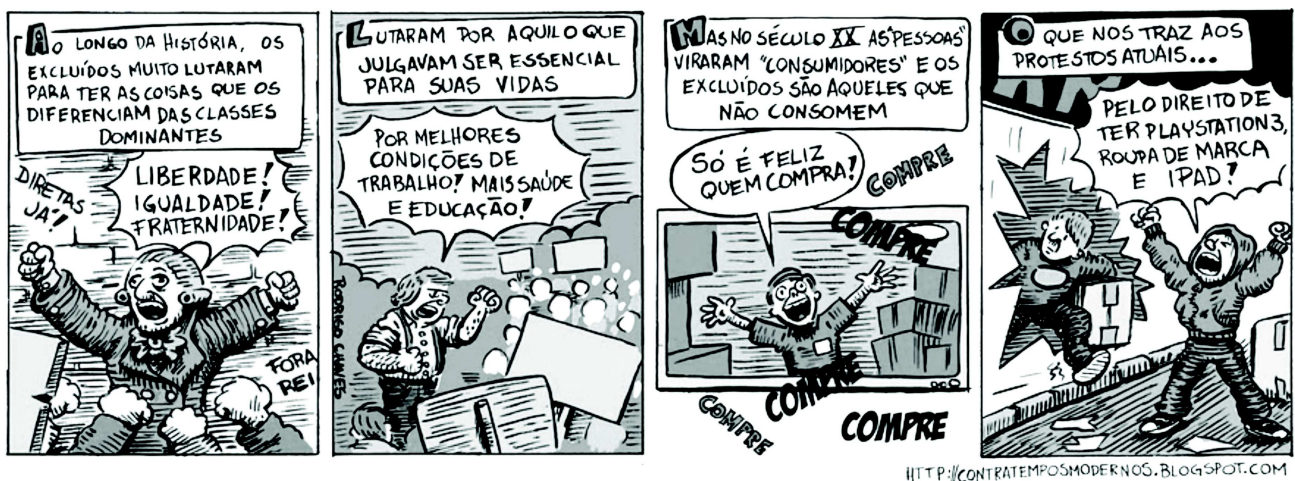 AO LONGO DA HISTÓRIA, OS
EXCLUÍDOS MUITO LUTARAM
PARA TER AS COISAS QUE OS
DIFERENCIAM DAS CLASSES
DOMINANTES
DIRETAS
JÁ!
LIBERDADE!
IGUALDADE!
FRATERNIDADE!
FORA
REI
LUTARAM POR AQUILO QUE
JULGAVAM SER ESSENCIAL
PARA SUAS VIDAS
POR MELHORES
CONDIÇÕES DE
TRABALHO! MAIS SAÚDE
E EDUCAÇÃO!
RODRIGO CHAVES
MAS NO SÉCULO XX AS "PESSOAS"
VIRARAM "CONSUMIDORES" E OS
EXCLUÍDOS SÃO AQUELES QUE
NÃO CONSOMEM
SÓ É FELIZ
QUEM COMPRA!
COMPRE
COMPRE
COMPRE
COMPRE
COMPRE
COMPRE
O QUE NOS TRAZ AOS
PROTESTOS ATUAIS...
PELO DIREITO DE
TER PLAYSTATION3,
ROUPA DE MARCA
E IPAD!
HTTP://CONTRATEMPOSMODERNOS.BLOGSPOT.COM